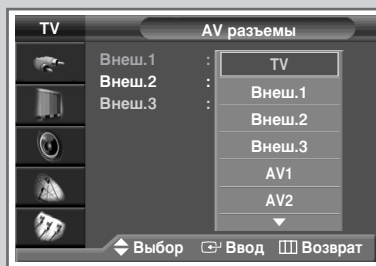 TV
AV разъемы
Внеш.1 :
Внеш.2 :
Внеш.3 :
TV
Внеш.1
Внеш.2
Внеш.3
AV1
AV2
Выбор Ввод Возврат